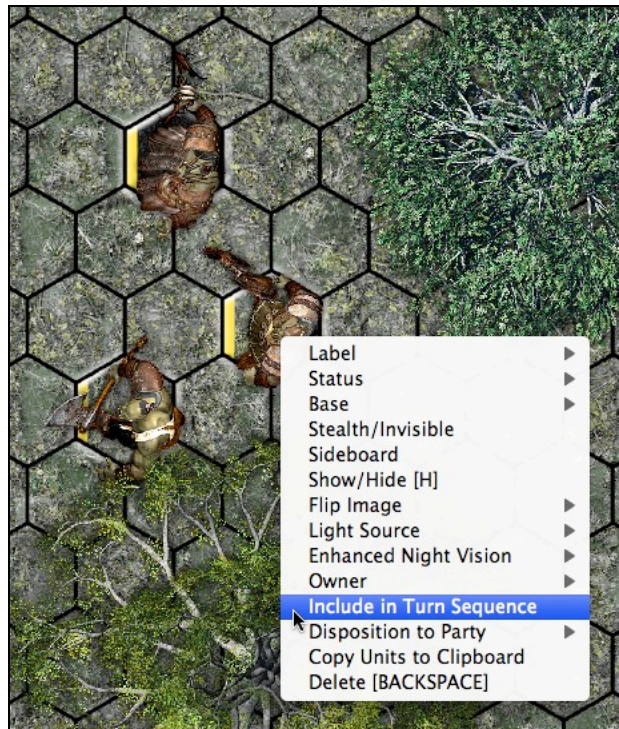 Label
Status
Base
Stealth/Invisible
Sideboard
Show/Hide [H]
Flip Image
Light Source
Enhanced Night Vision
Owner
Include in Turn Sequence
Disposition to Party
Copy Units to Clipboard
Delete [BACKSPACE]